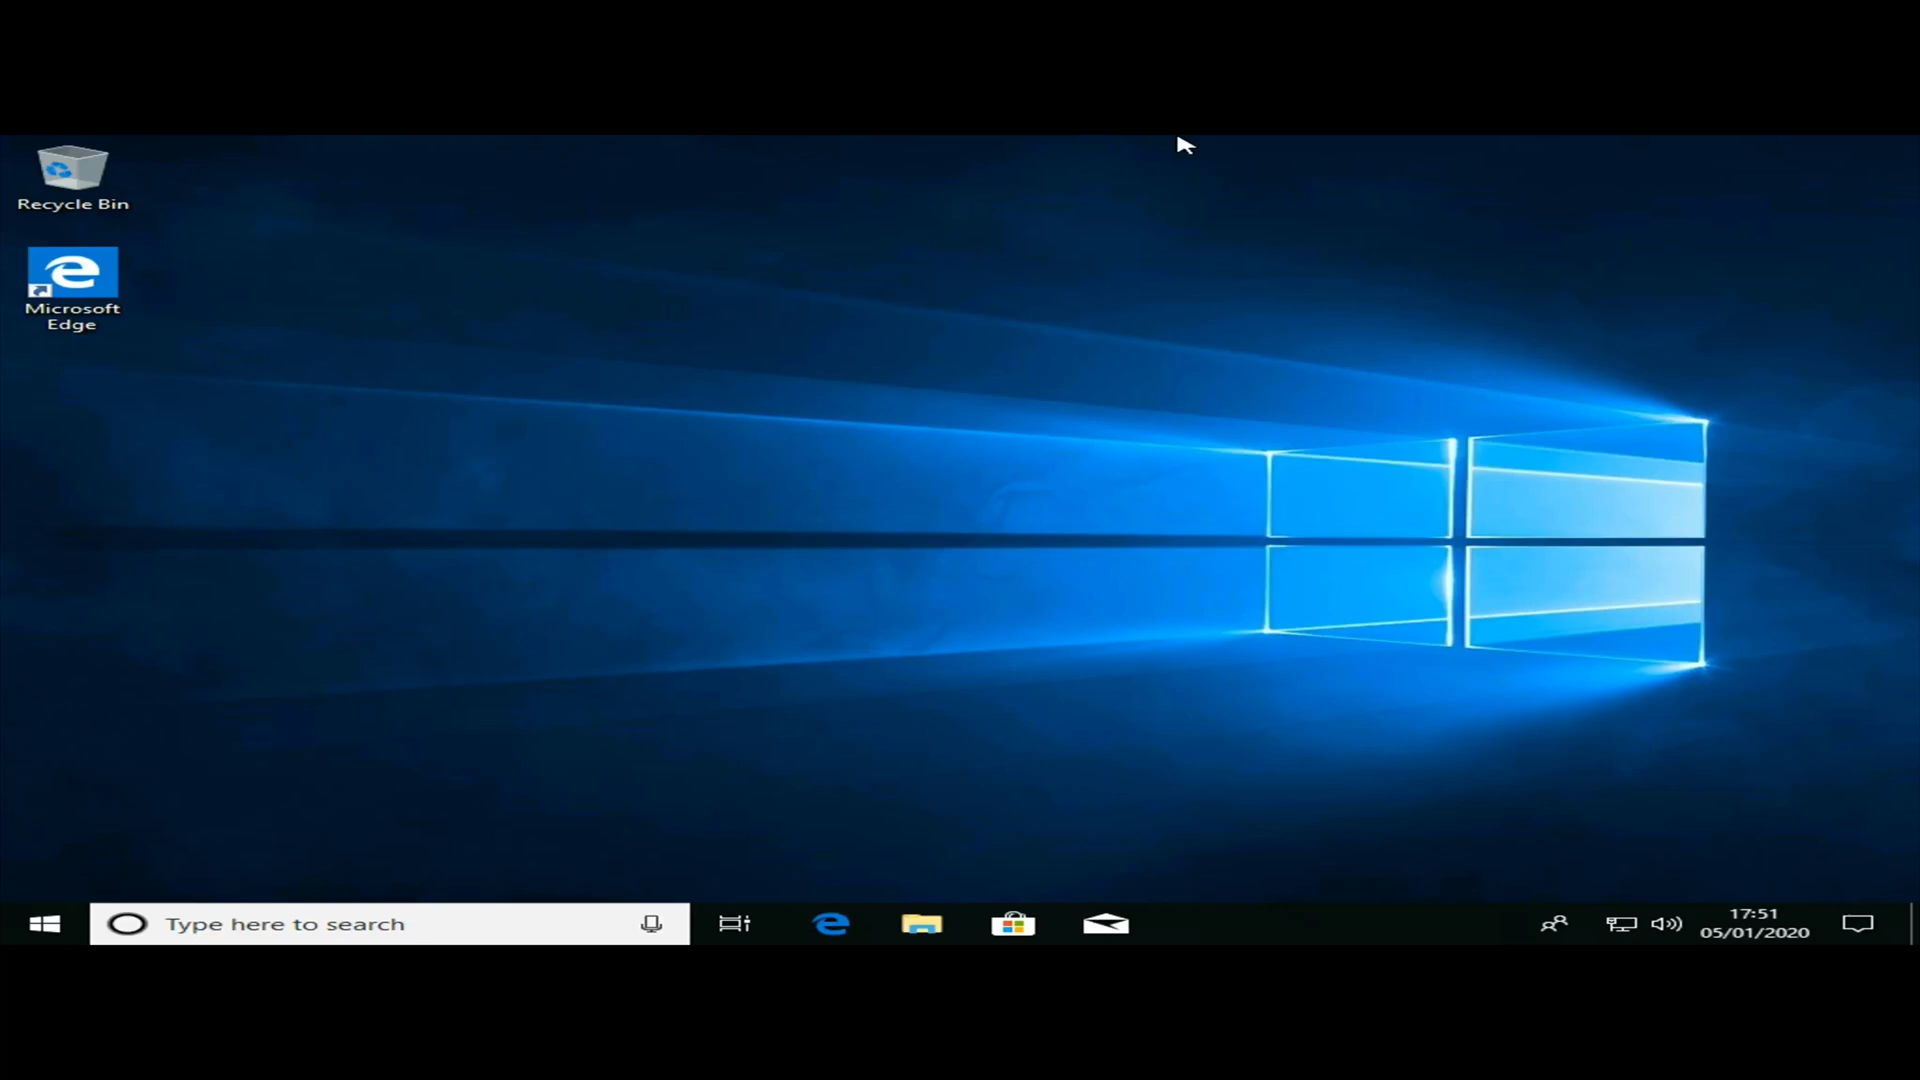 Recycle Bin
Microsoft
Edge
Type here to search
17:51
05/01/2020